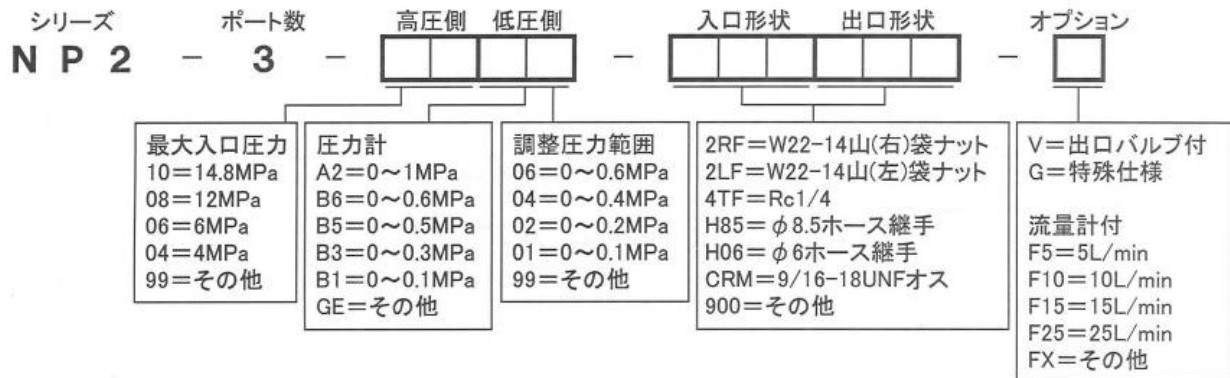 シリーズ ポート数 高圧側 低圧側 入口形状 出口形状 オプション
NP2 - 3 - - -
最大入口圧力
10=14.8MPa
08=12MPa
06=6MPa
04=4MPa
99=その他
圧力計
A2=0～1MPa
B6=0～0.6MPa
B5=0～0.5MPa
B3=0～0.3MPa
B1=0～0.1MPa
GE=その他
調整圧力範囲
06=0～0.6MPa
04=0～0.4MPa
02=0～0.2MPa
01=0～0.1MPa
99=その他
2RF=W22-14山(右)袋ナット
2LF=W22-14山(左)袋ナット
4TF=Rc1/4
H85=φ8.5ホース継手
H06=φ6ホース継手
CRM=9/16-18UNFオス
900=その他
V=出口バルブ付
G=特殊仕様
流量計付
F5=5L/min
F10=10L/min
F15=15L/min
F25=25L/min
FX=その他